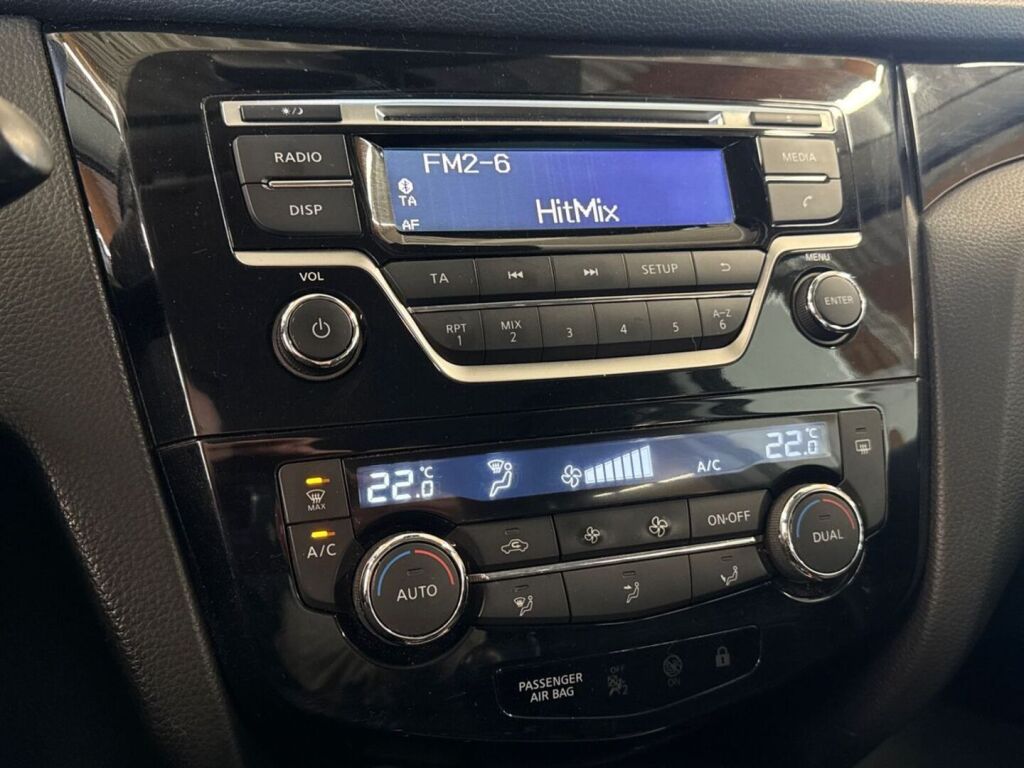 RADIO
DISP
FM2-6
TA
AF
HitMix
MEDIA
VOL
TA
SETUP
MENU
ENTER
RPT
1
MIX
2
3
4
5
A-Z
6
22.0 °C
A/C
22.0 °C
MAX
A/C
AUTO
ON·OFF
DUAL
PASSENGER
AIR BAG
OFF
2
ON